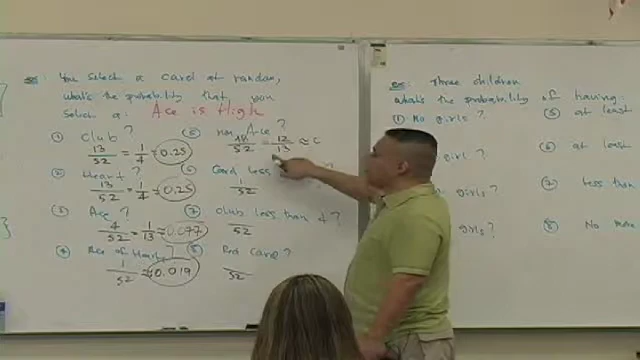 ex: You select a card at random,
what's the probability that you
select a: Ace is high
① Club?
13/52 = 1/4 = 0.25
② Heart?
13/52 = 1/4 = 0.25
③ Ace?
4/52 = 1/13 ≈ 0.077
④ Ace of Hearts?
1/52 ≈ 0.019
⑤ non Ace?
48/52 = 12/13 ≈
Card Less
52
⑦ Club less than 4?
52
⑧ Red Card?
52
ex: Three children
what's the probability of having:
① No girls?
girl?
girls?
girls?
⑤ at least
at least
⑦ Less than
⑧ No more